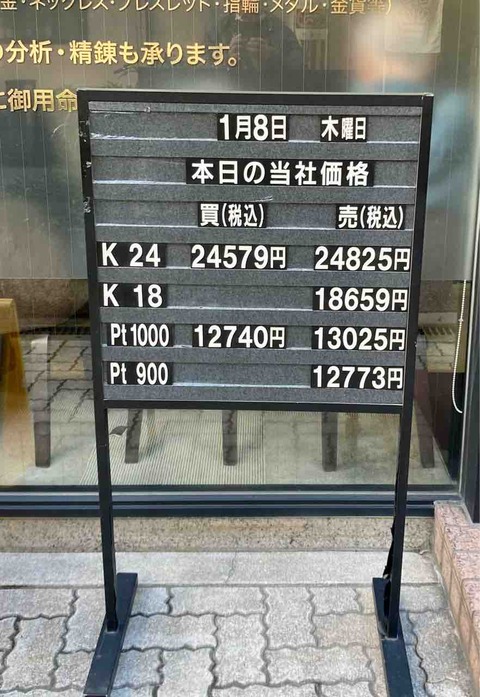 金・ネックレス・ブレスレット・指輪・メダル・金貨等)
の分析・精錬も承ります。
に御用命
1月8日 木曜日
本日の当社価格
買(税込) 売(税込)
K 24 24579円 24825円
K 18 18659円
Pt1000 12740円 13025円
Pt 900 12773円